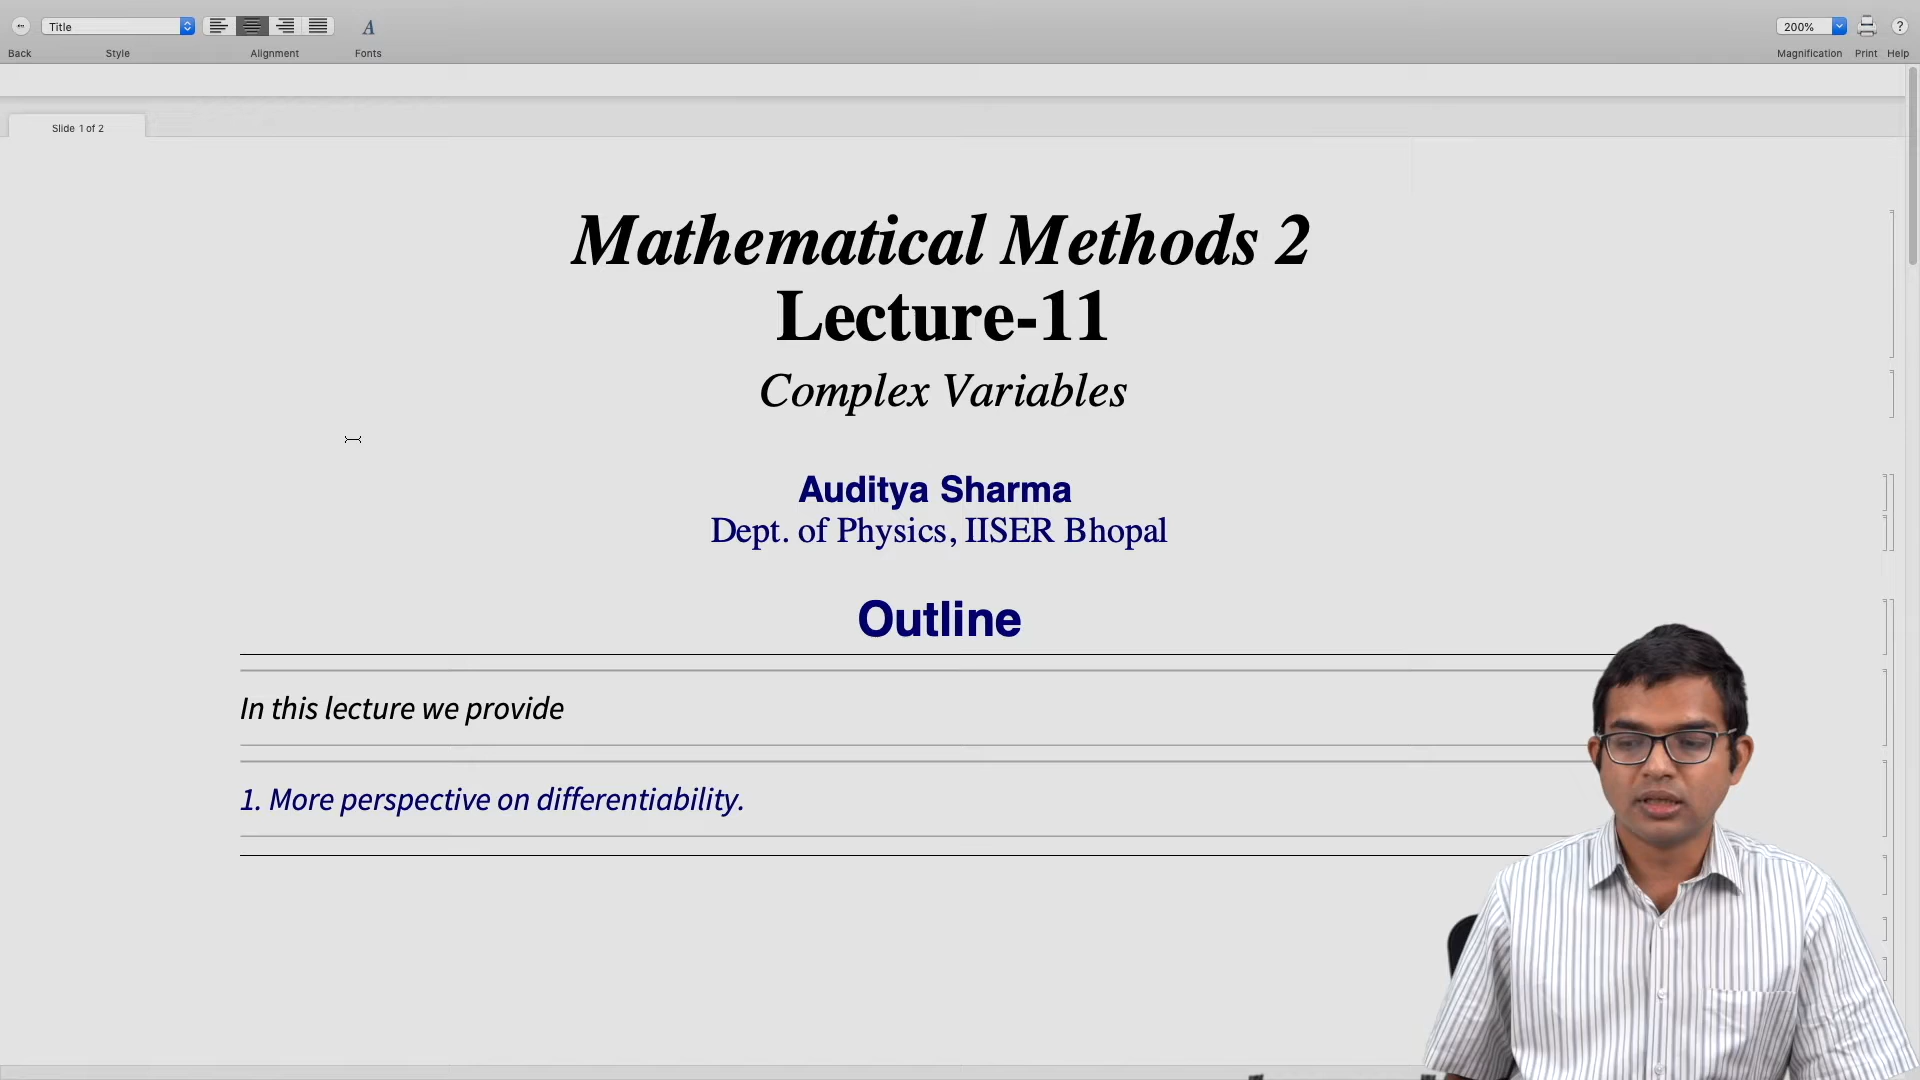 Title
200%
?
Back
Style
Alignment
Fonts
Magnification
Print
Help
Slide 1 of 2
Mathematical Methods 2
Lecture-11
Complex Variables
Auditya Sharma
Dept. of Physics, IISER Bhopal
Outline
In this lecture we provide
1. More perspective on differentiability.